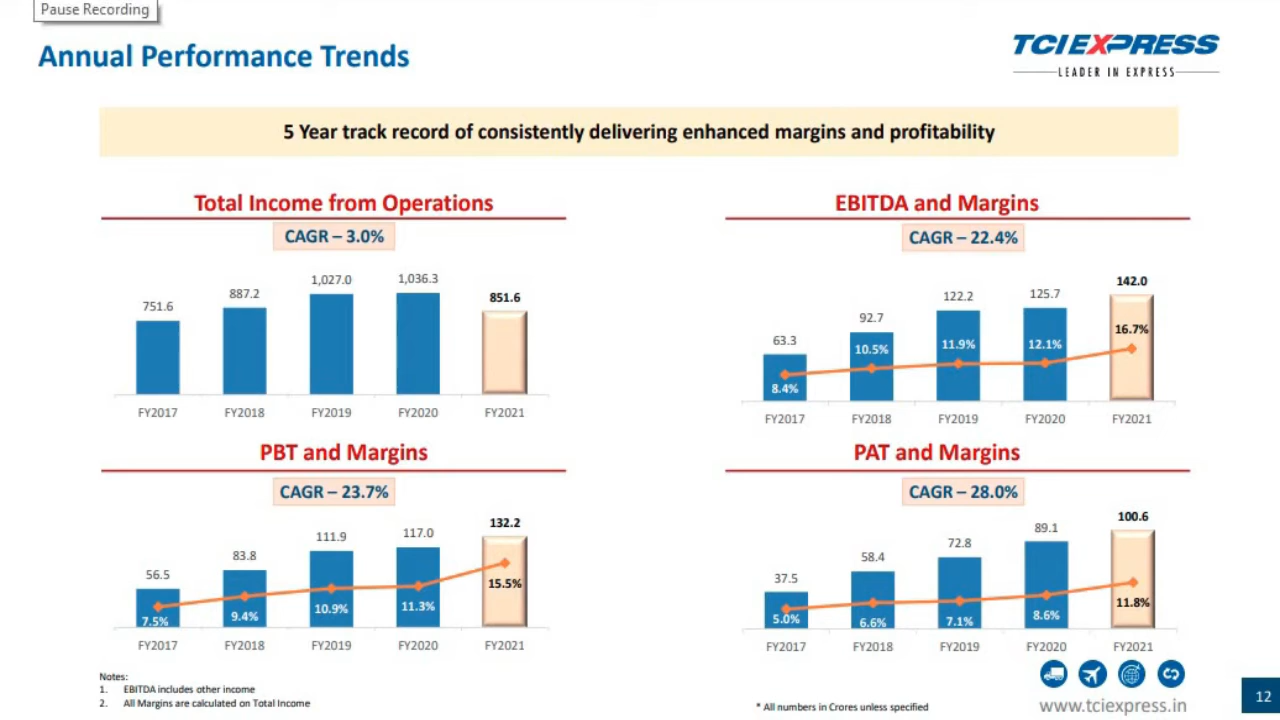 Pause Recording
Annual Performance Trends
TCIEXPRESS
LEADER IN EXPRESS
5 Year track record of consistently delivering enhanced margins and profitability
Total Income from Operations
CAGR – 3.0%
751.6
887.2
1,027.0
1,036.3
851.6
FY2017 FY2018 FY2019 FY2020 FY2021
EBITDA and Margins
CAGR – 22.4%
63.3
92.7
122.2
125.7
142.0
8.4%
10.5%
11.9%
12.1%
16.7%
FY2017 FY2018 FY2019 FY2020 FY2021
PBT and Margins
CAGR – 23.7%
56.5
83.8
111.9
117.0
132.2
7.5%
9.4%
10.9%
11.3%
15.5%
FY2017 FY2018 FY2019 FY2020 FY2021
PAT and Margins
CAGR – 28.0%
37.5
58.4
72.8
89.1
100.6
5.0%
6.6%
7.1%
8.6%
11.8%
FY2017 FY2018 FY2019 FY2020 FY2021
Notes:
1. EBITDA includes other income
2. All Margins are calculated on Total Income
* All numbers in Crores unless specified
www.tciexpress.in
12